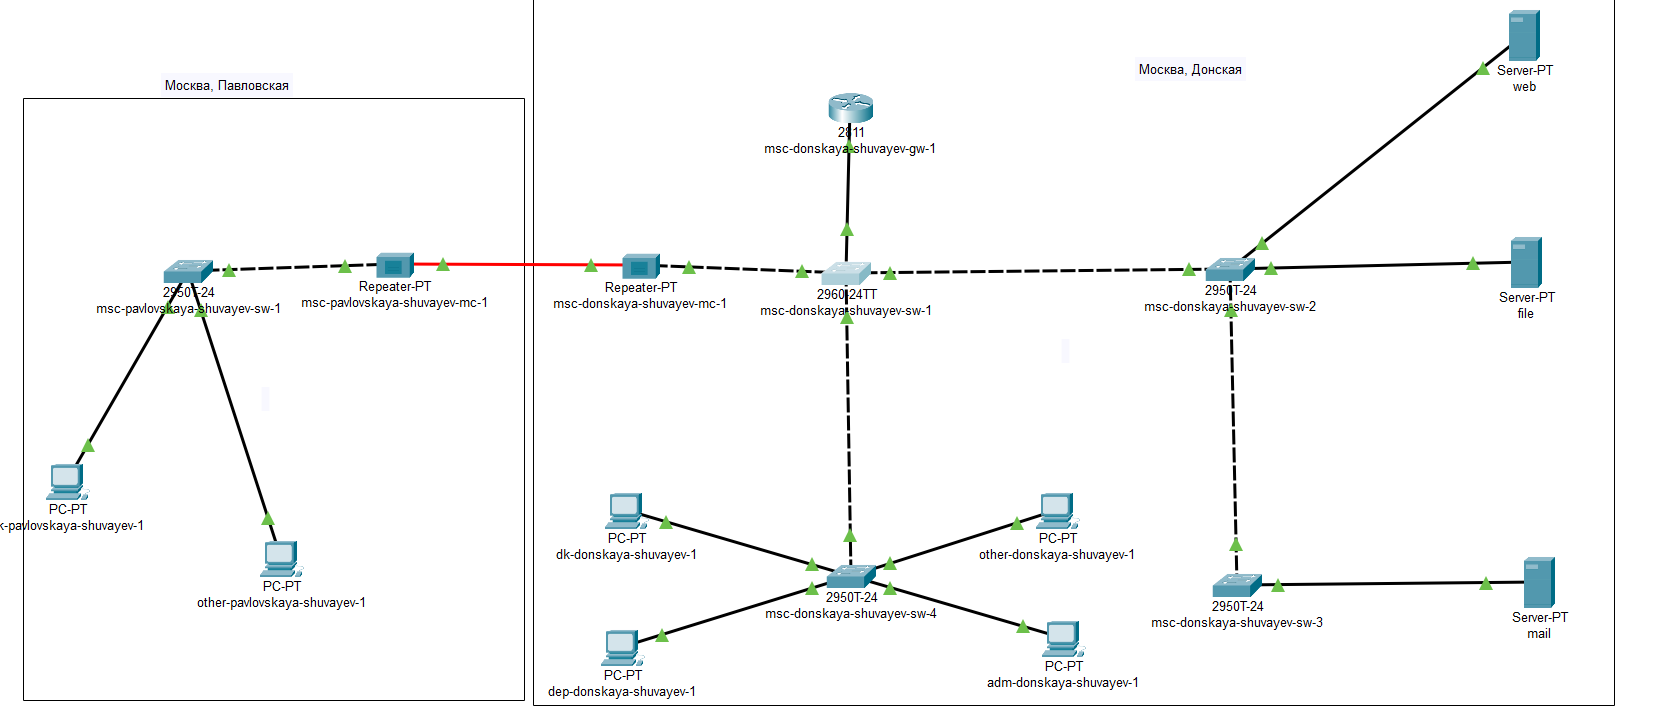 Москва, Павловская
Москва, Донская
Server-PT
web
2811
msc-donskaya-shuvayev-gw-1
2950T-24
msc-pavlovskaya-shuvayev-sw-1
Repeater-PT
msc-pavlovskaya-shuvayev-mc-1
Repeater-PT
msc-donskaya-shuvayev-mc-1
2960-24TT
msc-donskaya-shuvayev-sw-1
2950T-24
msc-donskaya-shuvayev-sw-2
Server-PT
file
PC-PT
k-pavlovskaya-shuvayev-1
PC-PT
other-pavlovskaya-shuvayev-1
PC-PT
dk-donskaya-shuvayev-1
PC-PT
other-donskaya-shuvayev-1
2950T-24
msc-donskaya-shuvayev-sw-4
PC-PT
dep-donskaya-shuvayev-1
PC-PT
adm-donskaya-shuvayev-1
2950T-24
msc-donskaya-shuvayev-sw-3
Server-PT
mail